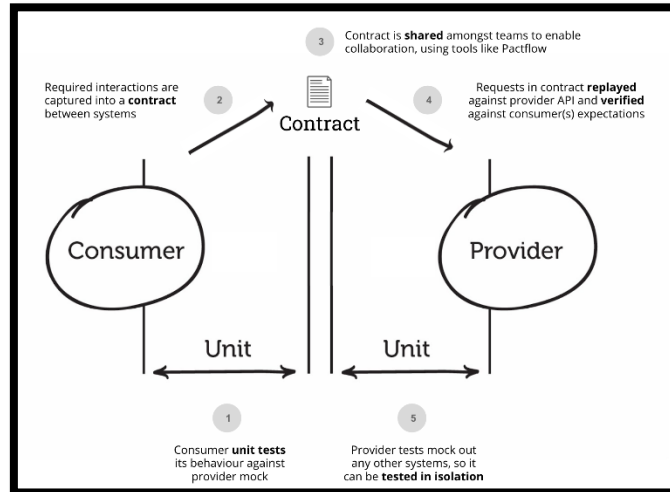 3
Contract is shared amongst teams to enable
collaboration, using tools like Pactflow
Required interactions are
captured into a contract
between systems
2
Contract
4
Requests in contract replayed
against provider API and verified
against consumer(s) expectations
Consumer
Provider
Unit
Unit
1
Consumer unit tests
its behaviour against
provider mock
5
Provider tests mock out
any other systems, so it
can be tested in isolation